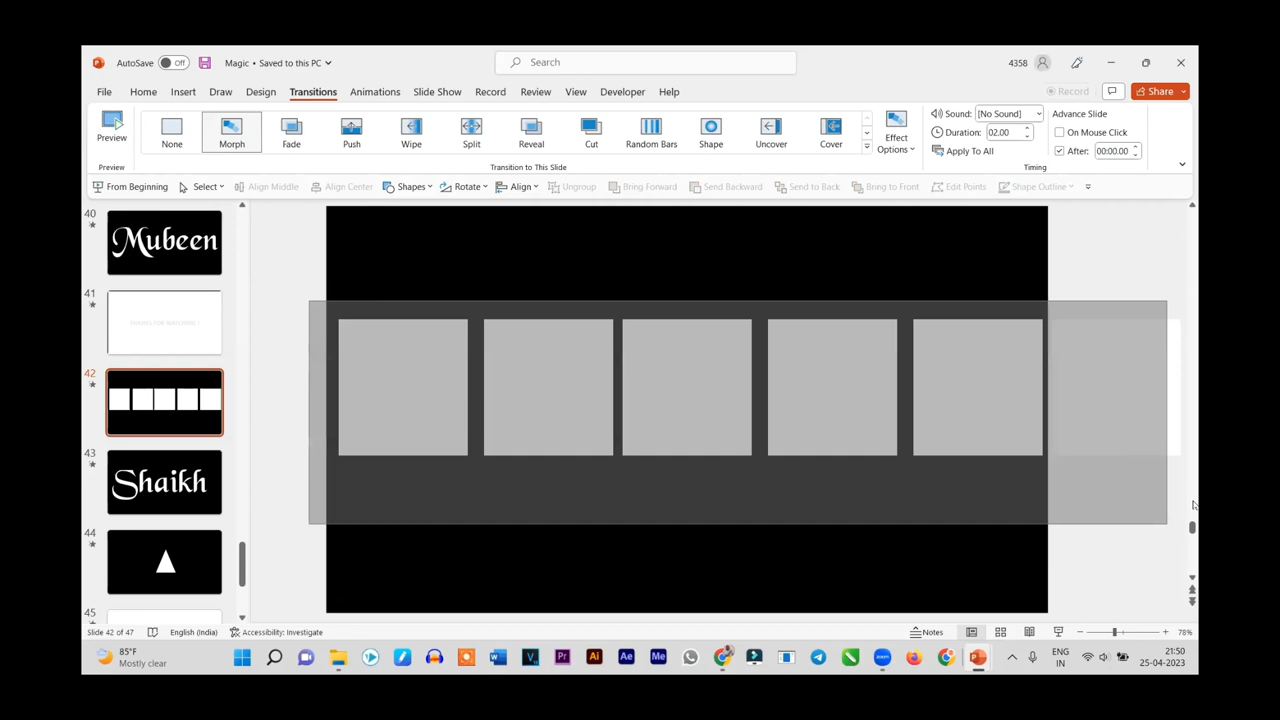 AutoSave Off Magic • Saved to this PC Search 4358
File Home Insert Draw Design Transitions Animations Slide Show Record Review View Developer Help Record Share
Preview None Morph Fade Push Wipe Split Reveal Cut Random Bars Shape Uncover Cover Effect Options
Sound: [No Sound] Advance Slide
Duration: 02.00 On Mouse Click
Apply To All After: 00:00.00
Preview Transition to This Slide Timing
From Beginning Select Align Middle Align Center Shapes Rotate Align Ungroup Bring Forward Send Backward Send to Back Bring to Front Edit Points Shape Outline
40
Mubeen
41
42
43
Shaikh
44
45
Slide 42 of 47 English (India) Accessibility: Investigate Notes 78%
85°F
Mostly clear
W V Pr Ai Ae Me zoom
ENG
IN
21:50
25-04-2023